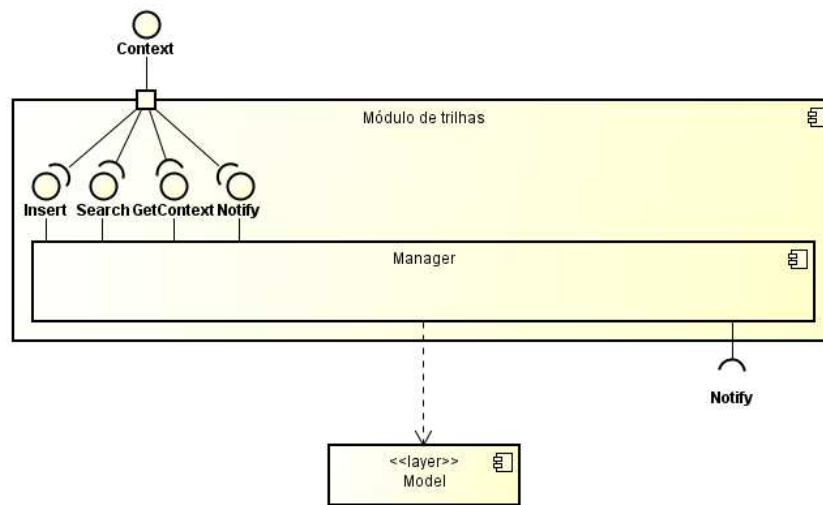 Context
Módulo de trilhas
Insert Search GetContext Notify
Manager
Notify
<<layer>>
Model